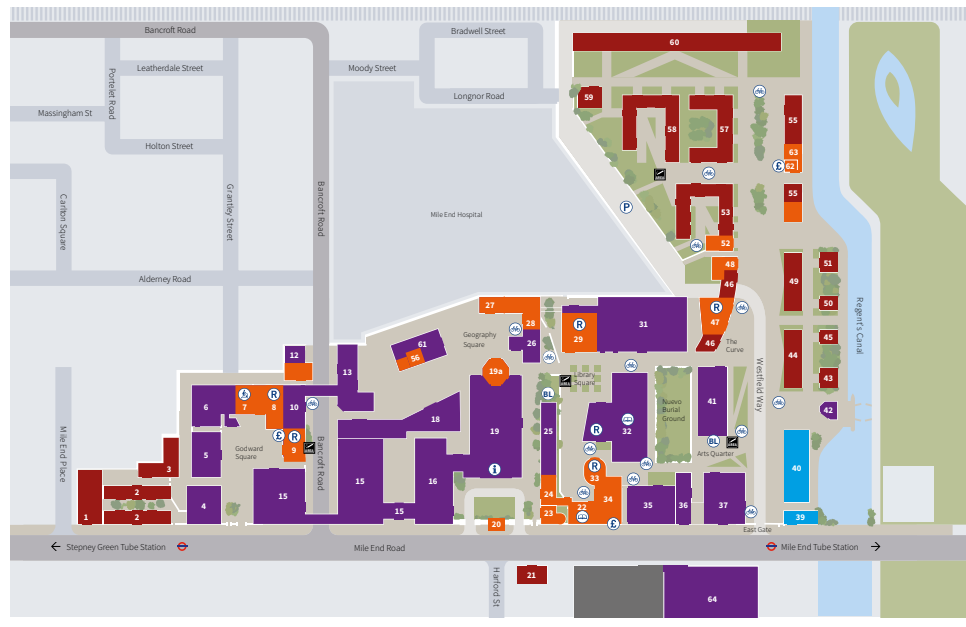 Bancroft Road
Bradwell Street
60
Leatherdale Street
Moody Street
Portelet Road
Longnor Road
59
55
Massingham St
58
57
Holton Street
63
£
62
Carlton Square
Grantley Street
Bancroft Road
55
P
Mile End Hospital
53
52
51
48
Alderney Road
46
49
50
27
R
47
Regent's Canal
28
R
29
31
Geography
Square
61
56
26
46
The
Curve
45
12
44
43
13
19a
Library
Square
Westfield Way
BL
6
7
R
8
10
18
Nuevo
Burial
Ground
41
42
25
R
32
£
R
9
19
5
Godward
Square
BL
Arts Quarter
Mile End Place
Bancroft Road
3
i
R
33
40
15
16
2
4
15
24
34
35
36
37
1
2
15
23
22
20
£
39
East Gate
Stepney Green Tube Station
Mile End Road
Mile End Tube Station
Harford St
21
64